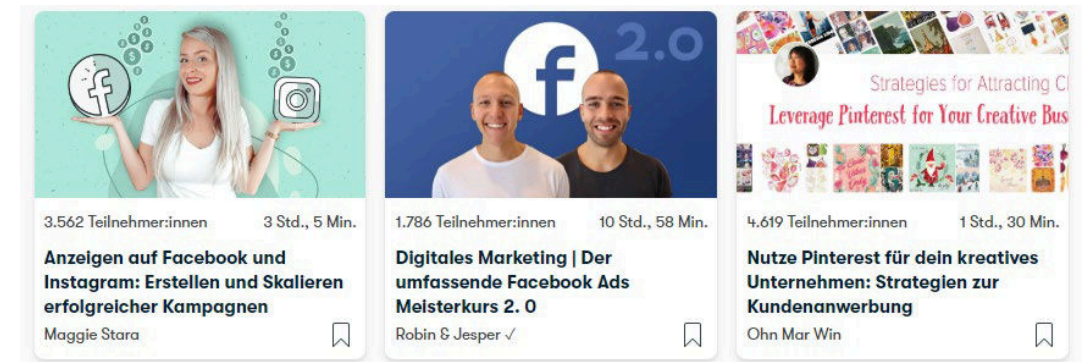 2.0
Strategies for Attracting
Leverage Pinterest for Your Creative
3.562 Teilnehmer:innen 3 Std., 5 Min.
1.786 Teilnehmer:innen 10 Std., 58 Min.
4.619 Teilnehmer:innen 1 Std., 30 Min.
Anzeigen auf Facebook und
Instagram: Erstellen und Skalieren
erfolgreicher Kampagnen
Maggie Stara
Digitales Marketing | Der
umfassende Facebook Ads
Meisterkurs 2. 0
Robin & Jesper ✓
Nutze Pinterest für dein kreatives
Unternehmen: Strategien zur
Kundenanwerbung
Ohn Mar Win